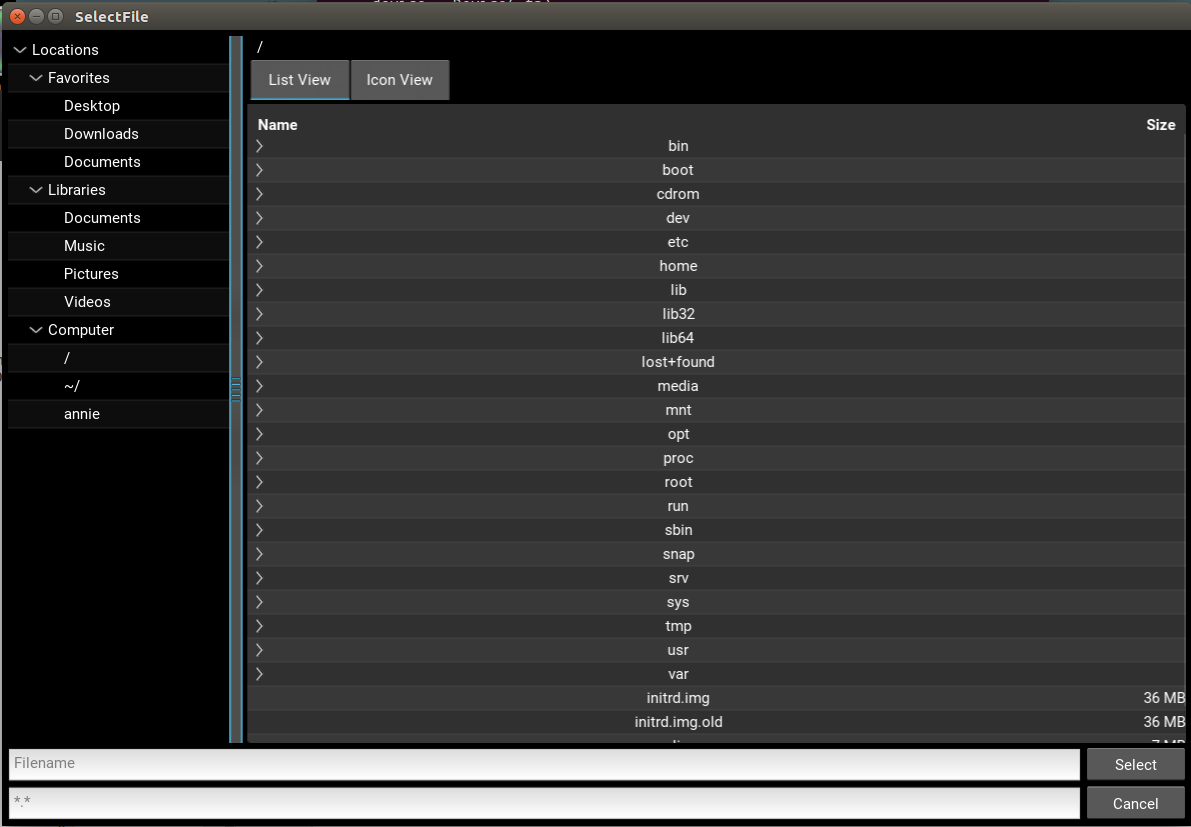 SelectFile
Locations
Favorites
Desktop
Downloads
Documents
Libraries
Documents
Music
Pictures
Videos
Computer
/
~/
annie
/
List View Icon View
Name Size
bin
boot
cdrom
dev
etc
home
lib
lib32
lib64
lost+found
media
mnt
opt
proc
root
run
sbin
snap
srv
sys
tmp
usr
var
initrd.img 36 MB
initrd.img.old 36 MB
Filename Select
*.* Cancel